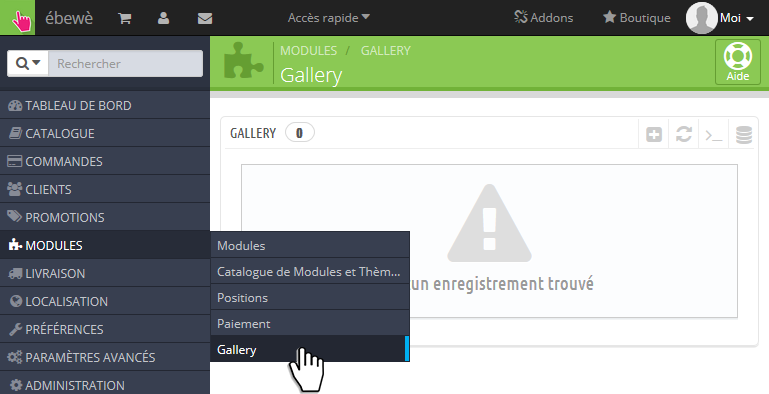 ébewè Accès rapide Addons Boutique Moi
Rechercher
MODULES / GALLERY
Gallery
Aide
TABLEAU DE BORD
CATALOGUE
COMMANDES
CLIENTS
PROMOTIONS
MODULES
LIVRAISON
LOCALISATION
PRÉFÉRENCES
PARAMÈTRES AVANCÉS
ADMINISTRATION
Modules
Catalogue de Modules et Thèm...
Positions
Paiement
Gallery
GALLERY 0
>_
un enregistrement trouvé